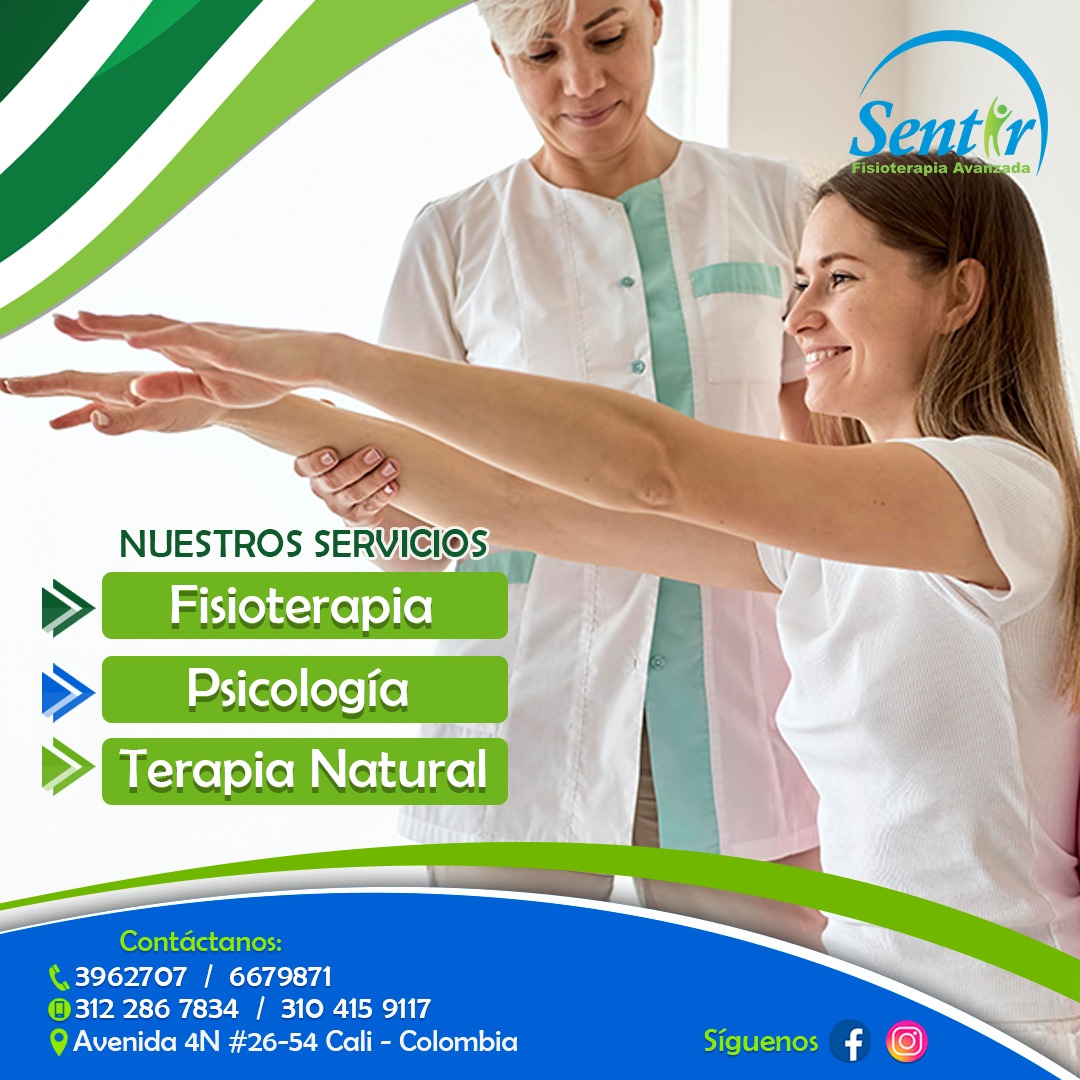 Sentir
Fisioterapia Avanzada
NUESTROS SERVICIOS
Fisioterapia
Psicología
Terapia Natural
Contáctanos:
3962707 / 6679871
312 286 7834 / 310 415 9117
Avenida 4N #26-54 Cali - Colombia
Síguenos